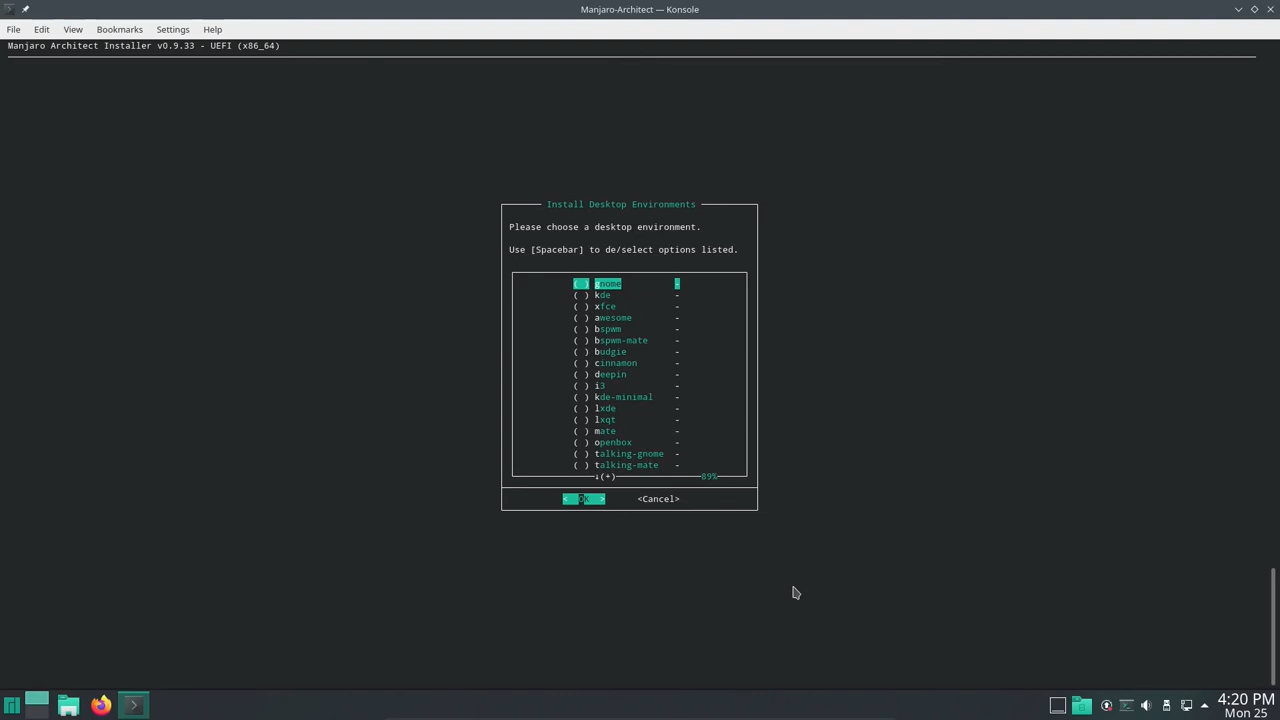 Manjaro-Architect — Konsole
File Edit View Bookmarks Settings Help
Manjaro Architect Installer v0.9.33 - UEFI (x86_64)
Install Desktop Environments
Please choose a desktop environment.
Use [Spacebar] to de/select options listed.
( ) gnome -
( ) kde -
( ) xfce -
( ) awesome -
( ) bspwm -
( ) bspwm-mate -
( ) budgie -
( ) cinnamon -
( ) deepin -
( ) i3 -
( ) kde-minimal -
( ) lxde -
( ) lxqt -
( ) mate -
( ) openbox -
( ) talking-gnome -
( ) talking-mate -
↓(+) 89%
< OK > <Cancel>
4:20 PM
Mon 25